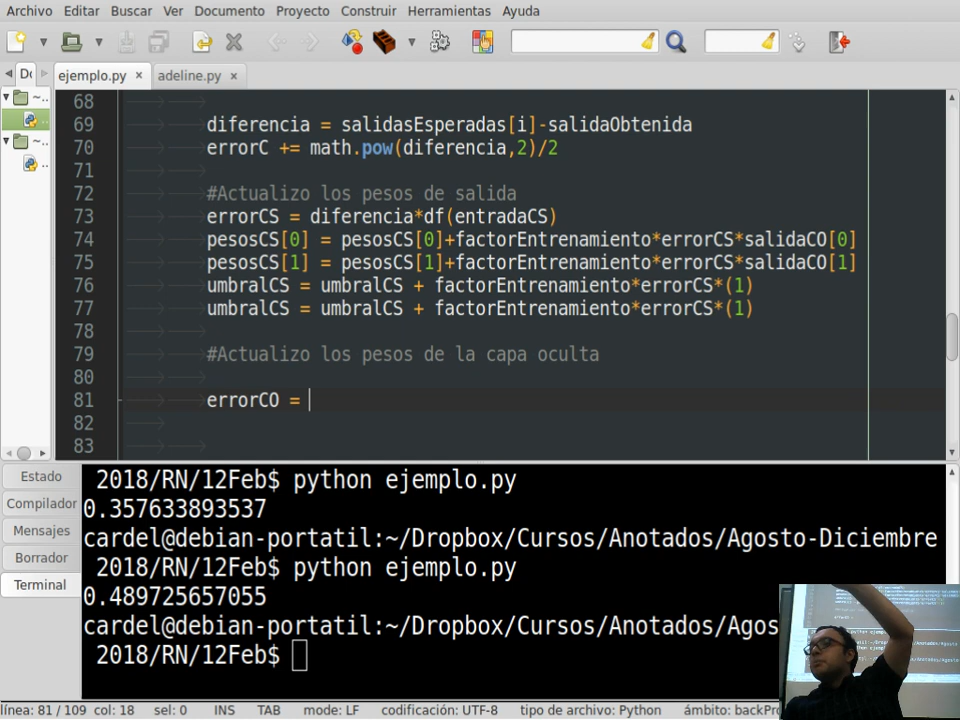 Archivo Editar Buscar Ver Documento Proyecto Construir Herramientas Ayuda
ejemplo.py × adeline.py ×
68
69 diferencia = salidasEsperadas[i]-salidaObtenida
70 errorC += math.pow(diferencia,2)/2
71
72 #Actualizo los pesos de salida
73 errorCS = diferencia*df(entradaCS)
74 pesosCS[0] = pesosCS[0]+factorEntrenamiento*errorCS*salidaCO[0]
75 pesosCS[1] = pesosCS[1]+factorEntrenamiento*errorCS*salidaCO[1]
76 umbralCS = umbralCS + factorEntrenamiento*errorCS*(1)
77 umbralCS = umbralCS + factorEntrenamiento*errorCS*(1)
78
79 #Actualizo los pesos de la capa oculta
80
81 errorCO =
82
83
Estado
Compilador
Mensajes
Borrador
Terminal
2018/RN/12Feb$ python ejemplo.py
0.357633893537
cardel@debian-portatil:~/Dropbox/Cursos/Anotados/Agosto-Diciembre
2018/RN/12Feb$ python ejemplo.py
0.489725657055
cardel@debian-portatil:~/Dropbox/Cursos/Anotados/Agos
2018/RN/12Feb$
línea: 81 / 109 col: 18 sel: 0 INS TAB mode: LF codificación: UTF-8 tipo de archivo: Python ámbito: backPro